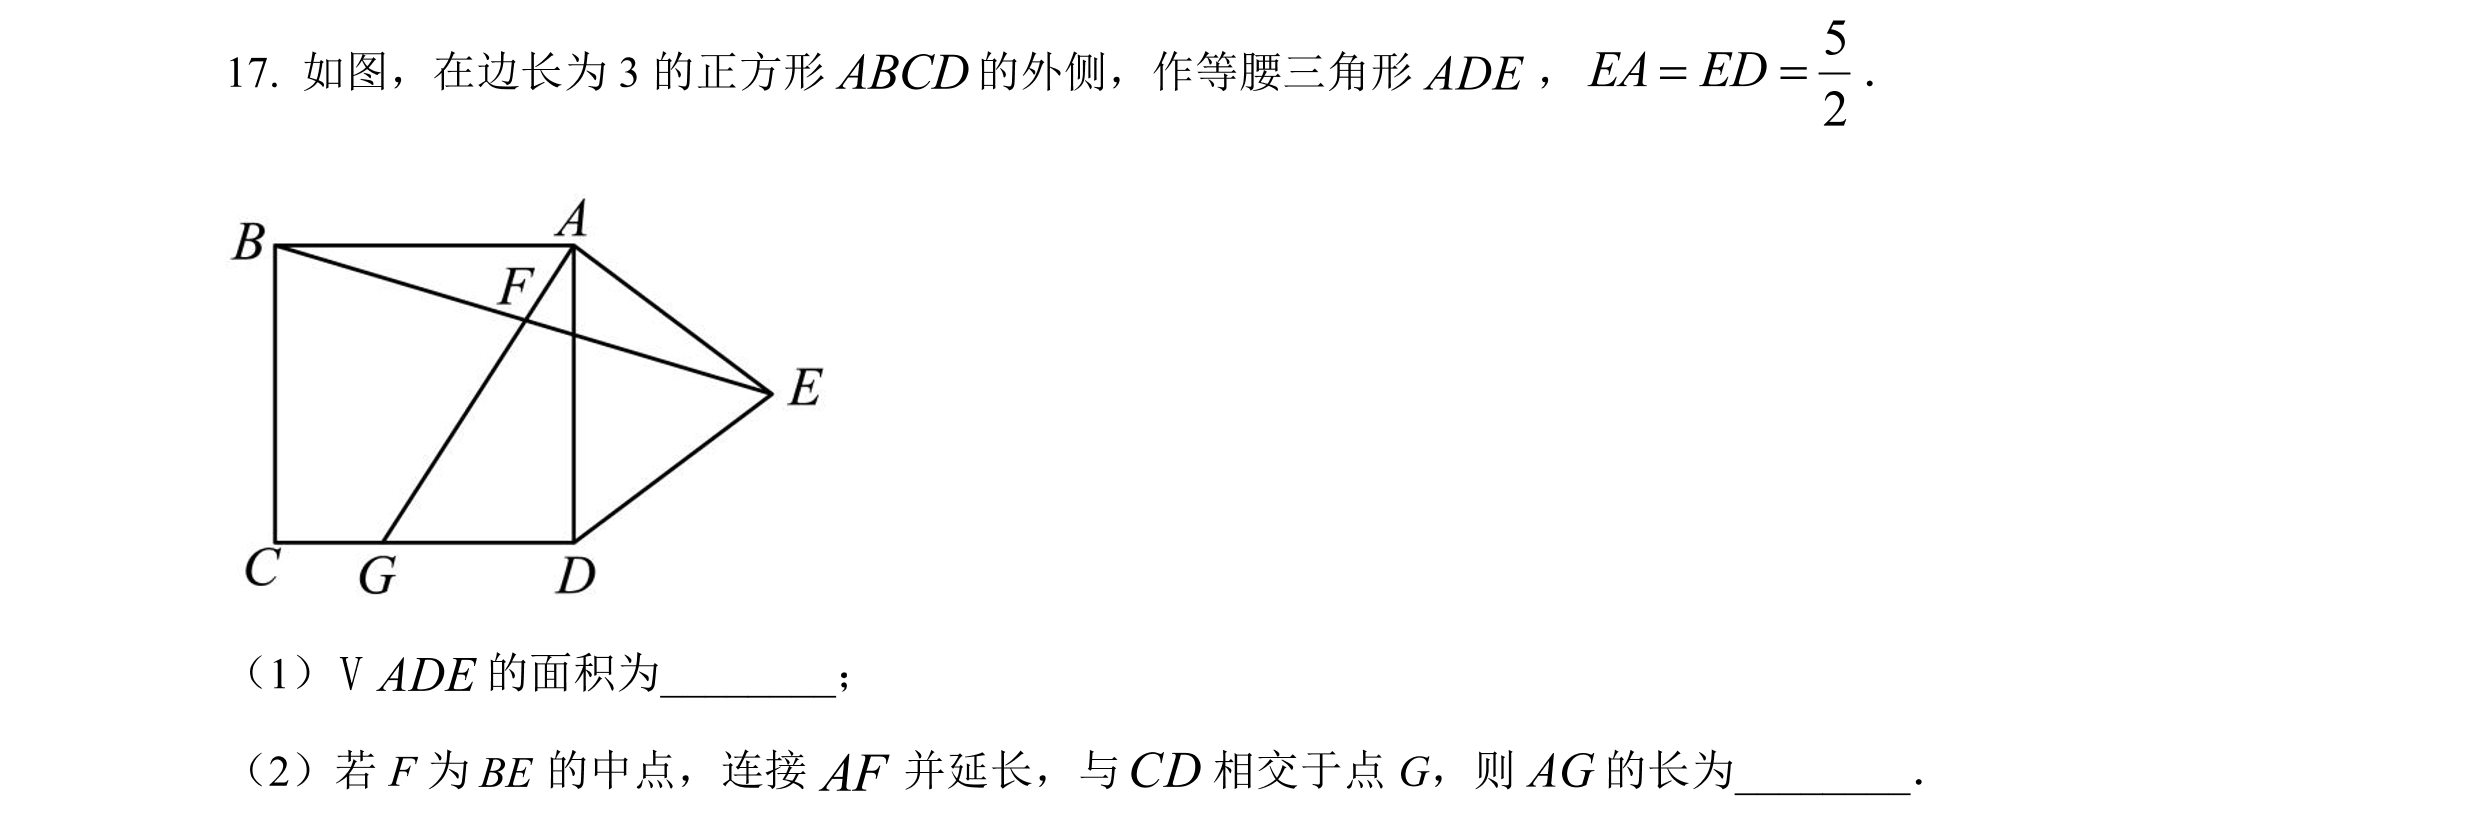 17. 如图，在边长为 3 的正方形 ABCD 的外侧，作等腰三角形 ADE，EA = ED = 5/2．
A
B
F
E
C
G
D
（1）V ADE 的面积为________；
（2）若 F 为 BE 的中点，连接 AF 并延长，与 CD 相交于点 G，则 AG 的长为________．